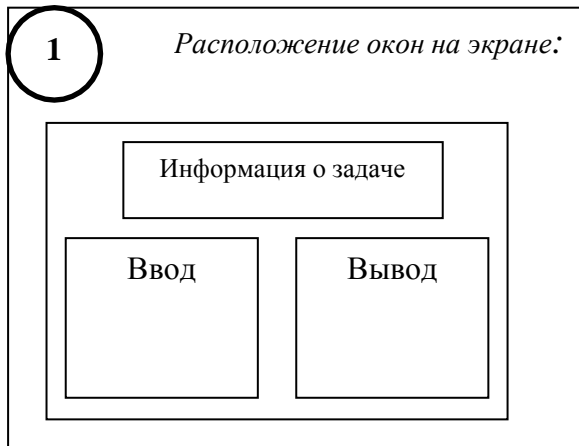 1
Расположение окон на экране:
Информация о задаче
Ввод
Вывод